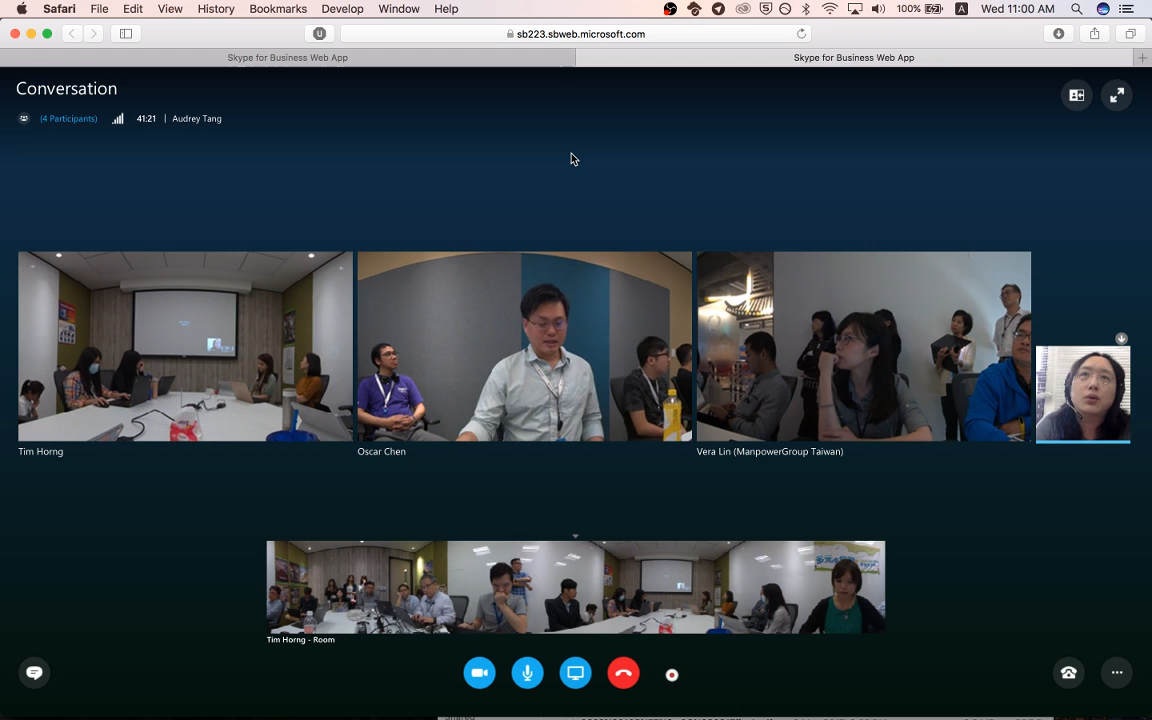 Safari File Edit View History Bookmarks Develop Window Help 100% A Wed 11:00 AM
U sb223.sbweb.microsoft.com
Skype for Business Web App Skype for Business Web App
Conversation
(4 Participants) 41:21 | Audrey Tang
Tim Horng Oscar Chen Vera Lin (ManpowerGroup Taiwan)
Tim Horng - Room